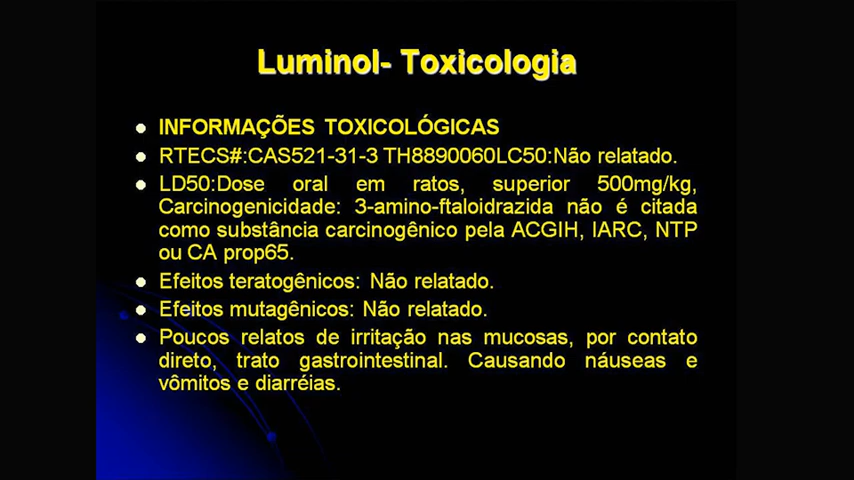 Luminol- Toxicologia
INFORMAÇÕES TOXICOLÓGICAS
RTECS#:CAS521-31-3 TH8890060LC50:Não relatado.
LD50:Dose oral em ratos, superior 500mg/kg,
Carcinogenicidade: 3-amino-ftaloidrazida não é citada
como substância carcinogênico pela ACGIH, IARC, NTP
ou CA prop65.
Efeitos teratogênicos: Não relatado.
Efeitos mutagênicos: Não relatado.
Poucos relatos de irritação nas mucosas, por contato
direto, trato gastrointestinal. Causando náuseas e
vômitos e diarréias.